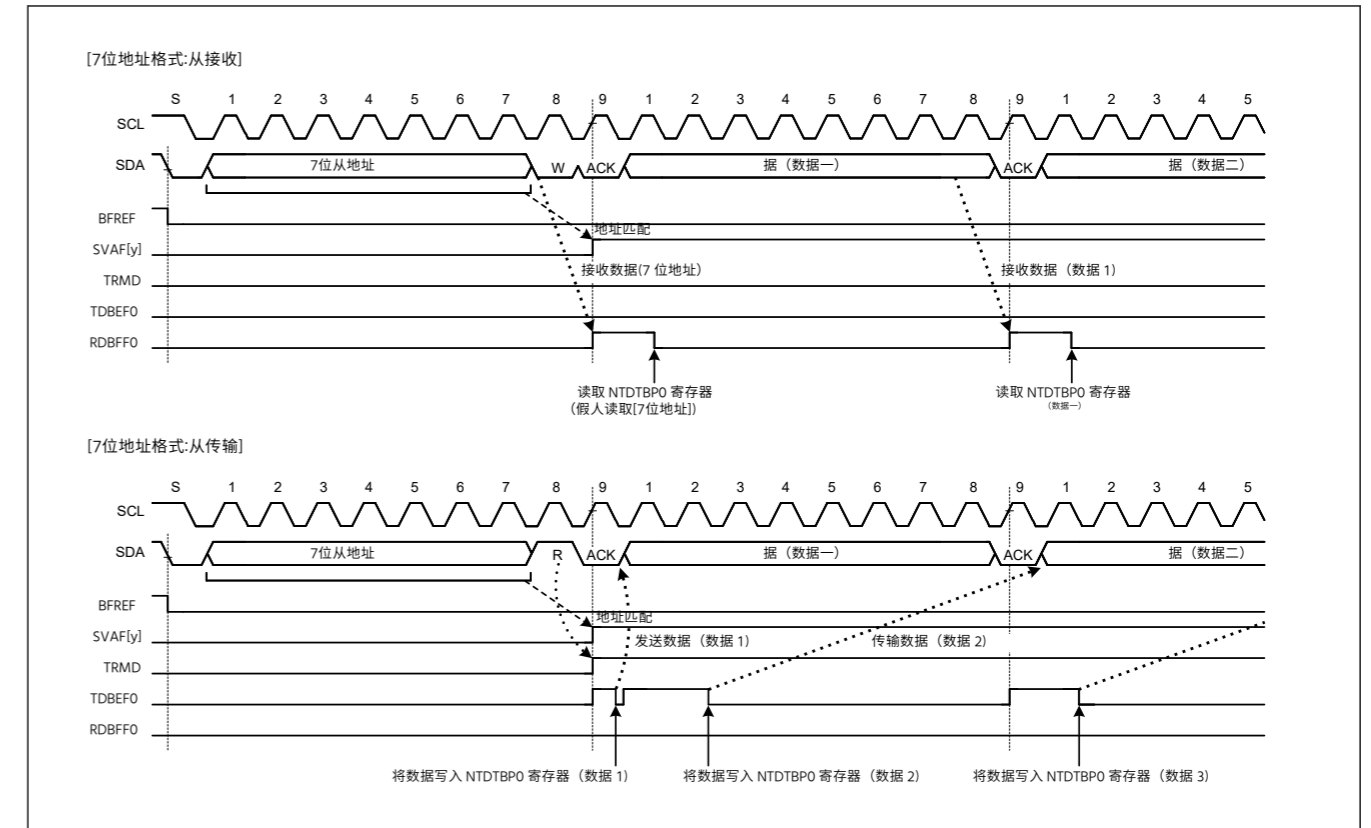 [7位地址格式:从接收]
S 1 2 3 4 5 6 7 8 9 1 2 3 4 5 6 7 8 9 1 2 3 4 5
SCL
SDA 7位从地址 W ACK 据（数据一） ACK 据（数据二）
BFREF
地址匹配
SVAF[y]
接收数据(7 位地址） 接收数据（数据 1)
TRMD
TDBEF0
RDBFF0
读取 NTDTBP0 寄存器 读取 NTDTBP0 寄存器
（假人读取[7位地址]） （数据一）
[7位地址格式:从传输]
S 1 2 3 4 5 6 7 8 9 1 2 3 4 5 6 7 8 9 1 2 3 4 5
SCL
SDA 7位从地址 R ACK 据（数据一） ACK 据（数据二）
BFREF
地址匹配
SVAF[y]
发送数据（数据 1) 传输数据（数据 2)
TRMD
TDBEF0
RDBFF0
将数据写入 NTDTBP0 寄存器（数据 1) 将数据写入 NTDTBP0 寄存器（数据 2) 将数据写入 NTDTBP0 寄存器（数据 3)